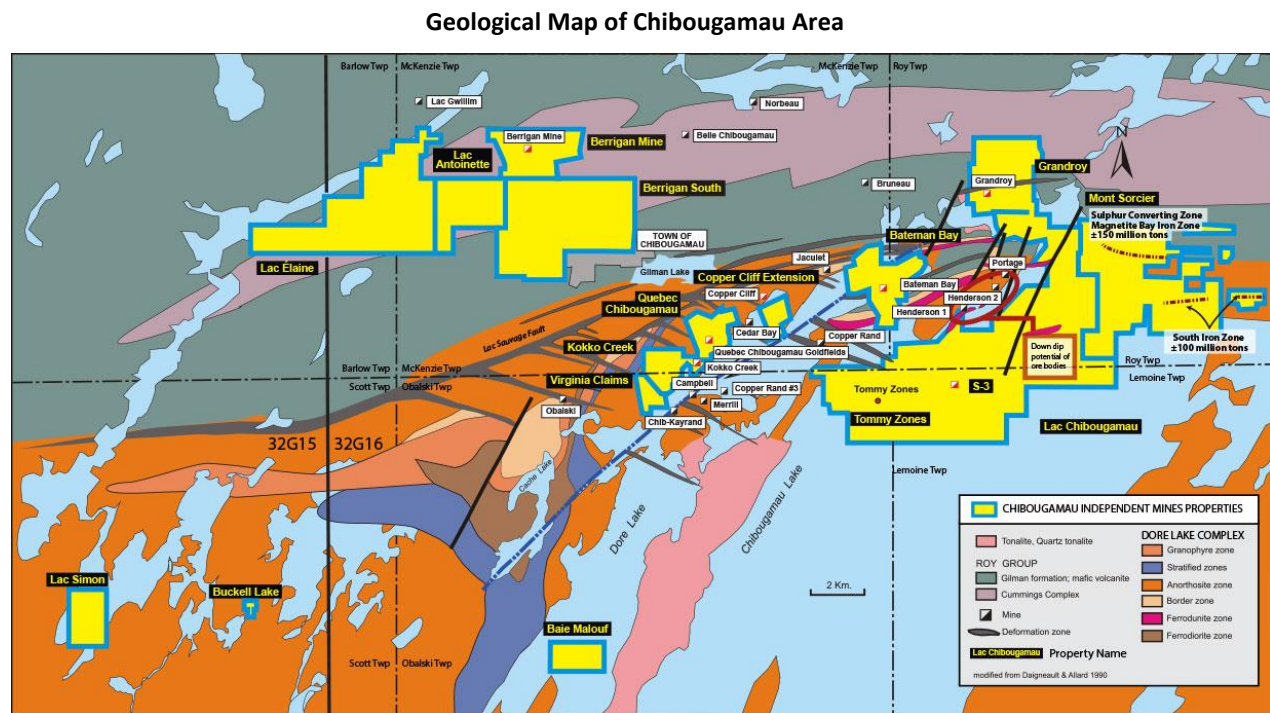 Geological Map of Chibougamau Area
Barlow Twp
McKenzie Twp
McKenzie Twp
Roy Twp
Lac Gwillim
Norbeau
Berrigan Mine
Belle Chibougamau
Berrigan Mine
Lac
Antoinette
N
Grandroy
Grandroy
Bruneau
Berrigan South
Mont Sorcier
Sulphur Converting Zone
Magnetite Bay Iron Zone
±150 million tons
TOWN OF
CHIBOUGAMAU
Bateman Bay
Lac Élaine
Gilman Lake
Jaculet
Portage
Copper Cliff Extension
Bateman Bay
Quebec
Chibougamau
Copper Cliff
Henderson 2
Henderson 1
Cedar Bay
Lac Sauvage Fault
Copper Rand
South Iron Zone
±100 million tons
Kokko Creek
Quebec Chibougamau Goldfields
Down dip
potential of
ore bodies
Barlow Twp
McKenzie Twp
Kokko Creek
Roy Twp
Lemoine Twp
Virginia Claims
Scott Twp
Obalski Twp
Campbell
Copper Rand #3
Tommy Zones
S-3
Merrill
Obalski
Chib-Kayrand
Tommy Zones
Lac Chibougamau
32G15
32G16
Lemoine Twp
Cache Lake
Dore Lake
Chibougamau Lake
CHIBOUGAMAU INDEPENDENT MINES PROPERTIES
Tonalite, Quartz tonalite
ROY GROUP
Gilman formation; mafic volcanite
Cummings Complex
Mine
Deformation zone
Lac Chibougamau
Property Name
modified from Daigneault & Allard 1990
DORE LAKE COMPLEX
Granophyre zone
Stratified zones
Anorthosite zone
Border zone
Ferrodunite zone
Ferrodiorite zone
2 Km.
Lac Simon
Buckell Lake
Baie Malouf
Scott Twp
Obalski Twp